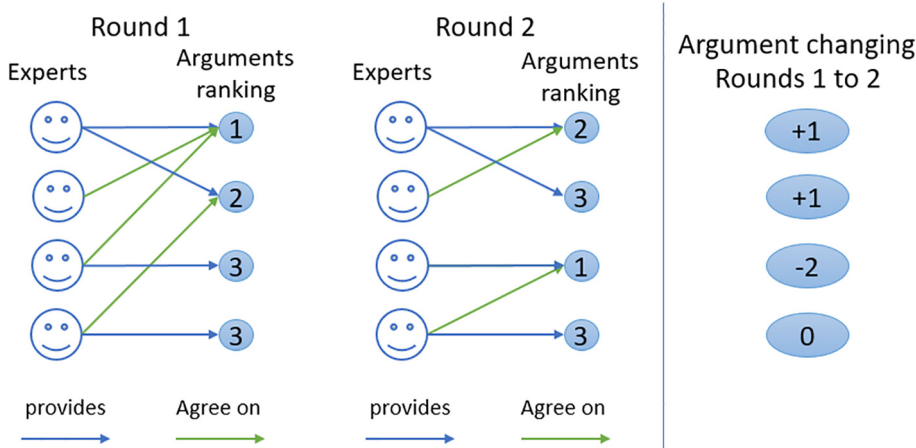 Round 1
Experts
Arguments
ranking
1
2
3
3
provides
Agree on
Round 2
Experts
Arguments
ranking
2
3
1
3
provides
Agree on
Argument changing
Rounds 1 to 2
+1
+1
-2
0